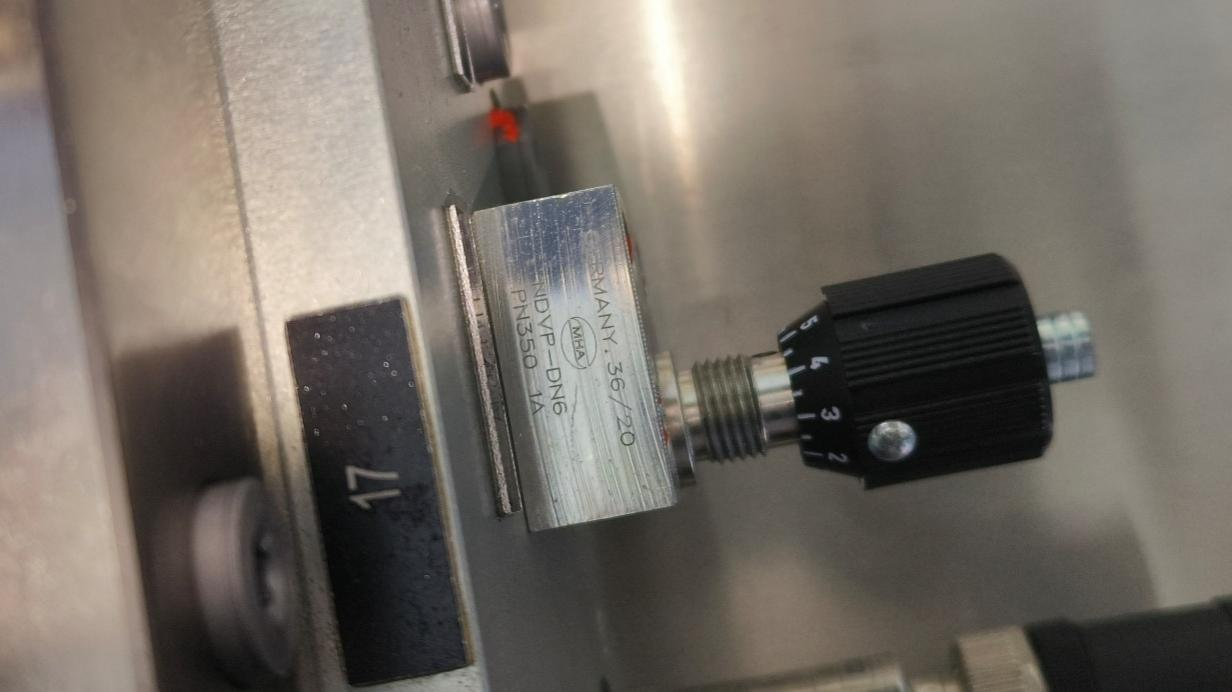 GERMANY.36/20
MHA
NDVP-DN6
PN350 1A
5 4 3 2
17